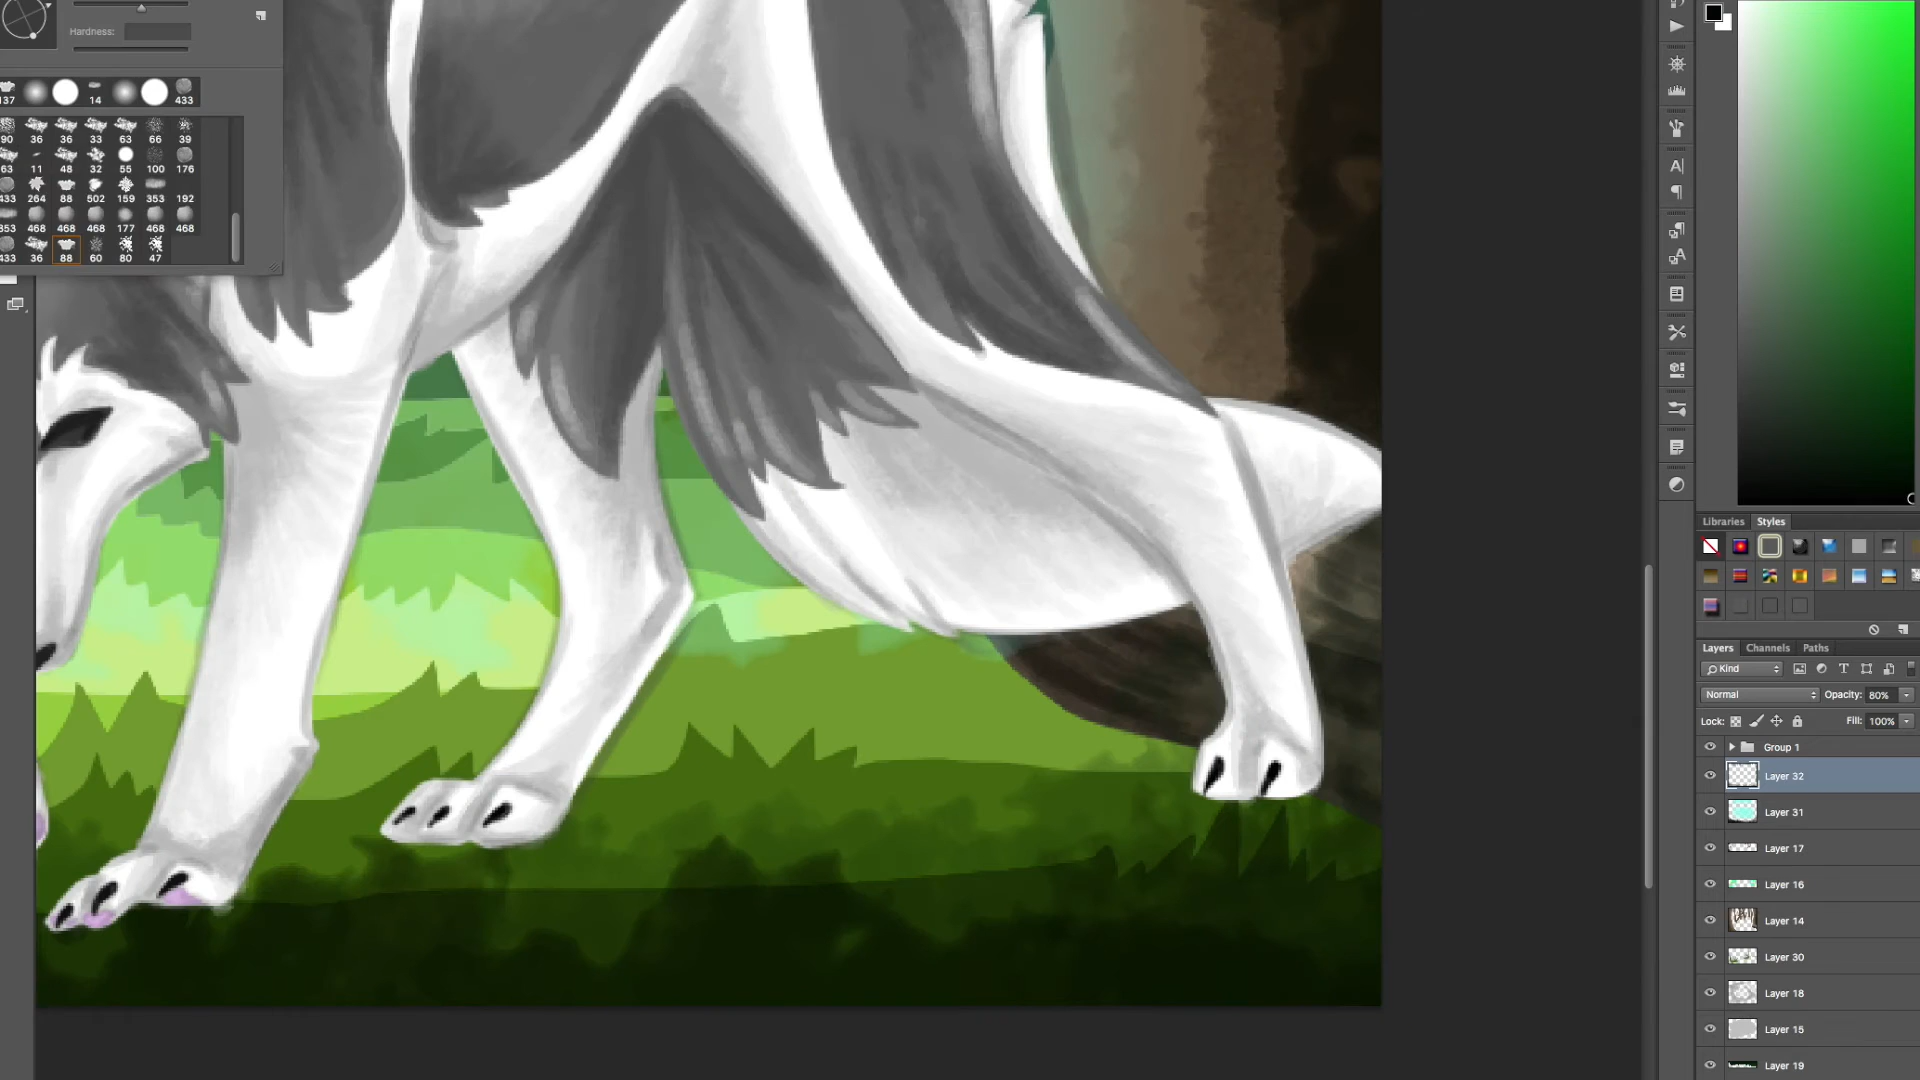 Hardness:
137 14 433
90 36 36 33 63 66 39
63 11 48 32 55 100 176
433 264 88 502 159 353 192
353 468 468 468 177 468 468
433 36 88 60 80 47
A|
A
Libraries Styles
Layers Channels Paths
Kind T
Normal Opacity: 80%
Lock: Fill: 100%
Group 1
Layer 32
Layer 31
Layer 17
Layer 16
Layer 14
Layer 30
Layer 18
Layer 15
Layer 19